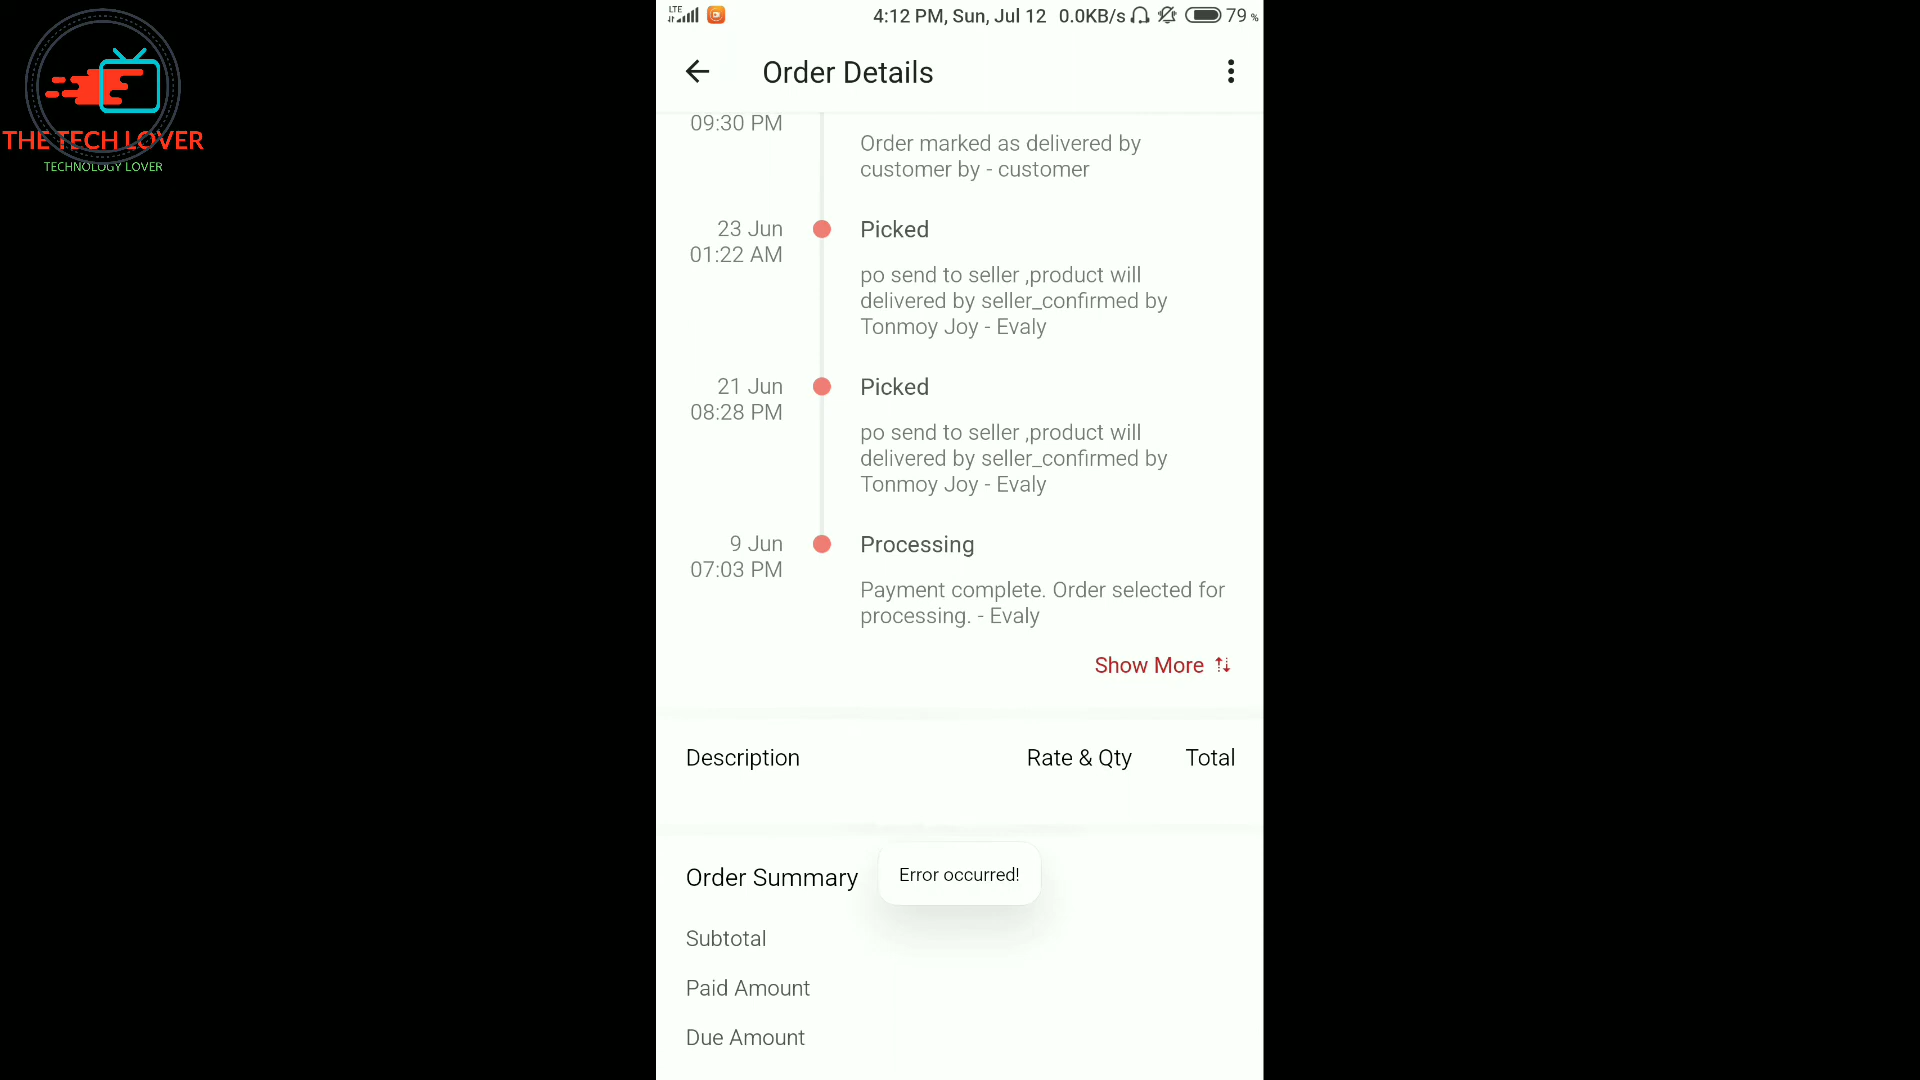 THE TECH LOVER
TECHNOLOGY LOVER
LTE
4:12 PM, Sun, Jul 12 0.0KB/s 79 %
Order Details
09:30 PM
Order marked as delivered by
customer by - customer
23 Jun
01:22 AM
Picked
po send to seller ,product will
delivered by seller_confirmed by
Tonmoy Joy - Evaly
21 Jun
08:28 PM
Picked
po send to seller ,product will
delivered by seller_confirmed by
Tonmoy Joy - Evaly
9 Jun
07:03 PM
Processing
Payment complete. Order selected for
processing. - Evaly
Show More
Description Rate & Qty Total
Order Summary
Error occurred!
Subtotal
Paid Amount
Due Amount